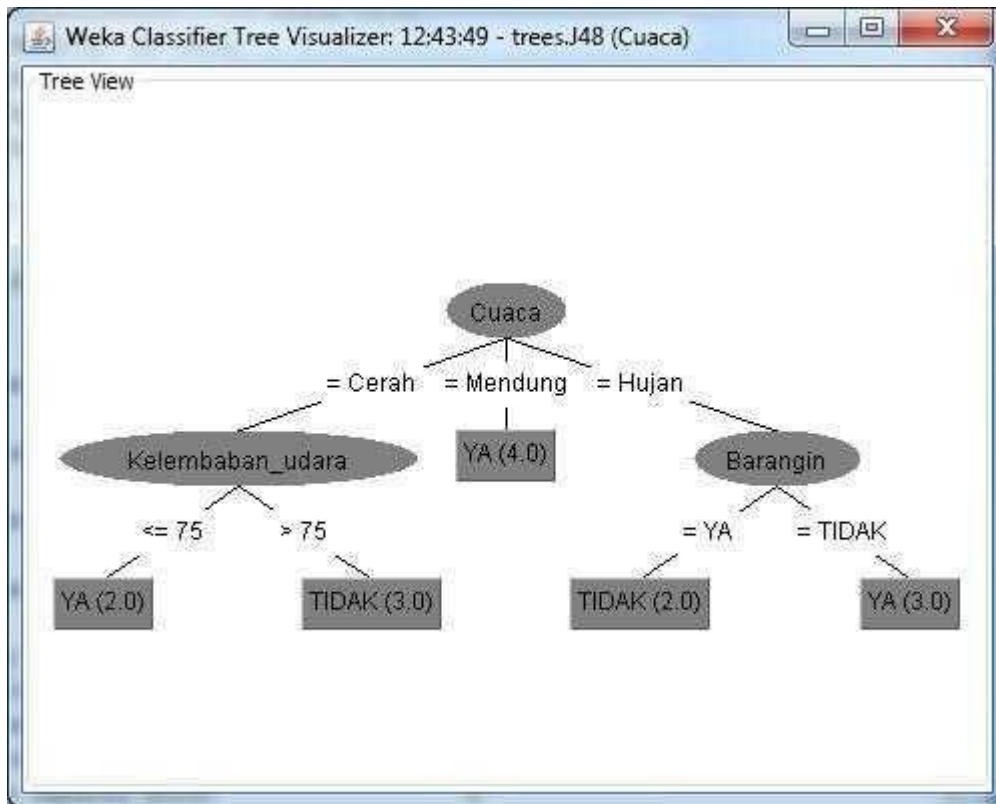 Weka Classifier Tree Visualizer: 12:43:49 - trees.J48 (Cuaca)
Tree View
Cuaca
= Cerah = Mendung = Hujan
Kelembaban_udara YA (4.0) Barangin
<= 75 > 75 = YA = TIDAK
YA (2.0) TIDAK (3.0) TIDAK (2.0) YA (3.0)